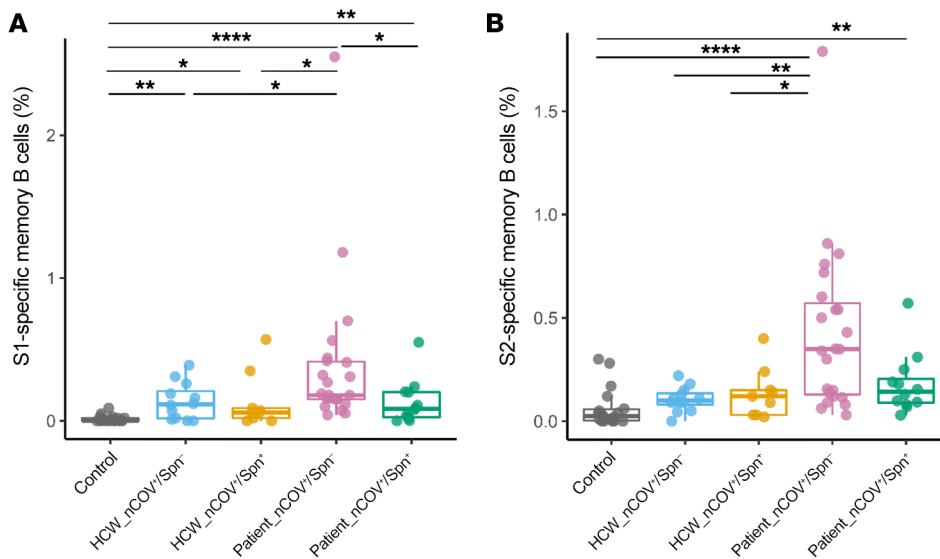 A
B
**
****
*
*
*
**
*
**
****
**
*
S1-specific memory B cells (%)
2
1
0
Control
HCW_nCOV⁺/Spn⁻
HCW_nCOV⁺/Spn⁺
Patient_nCOV⁺/Spn⁻
Patient_nCOV⁺/Spn⁺
S2-specific memory B cells (%)
1.5
1.0
0.5
0.0
Control
HCW_nCOV⁺/Spn⁻
HCW_nCOV⁺/Spn⁺
Patient_nCOV⁺/Spn⁻
Patient_nCOV⁺/Spn⁺